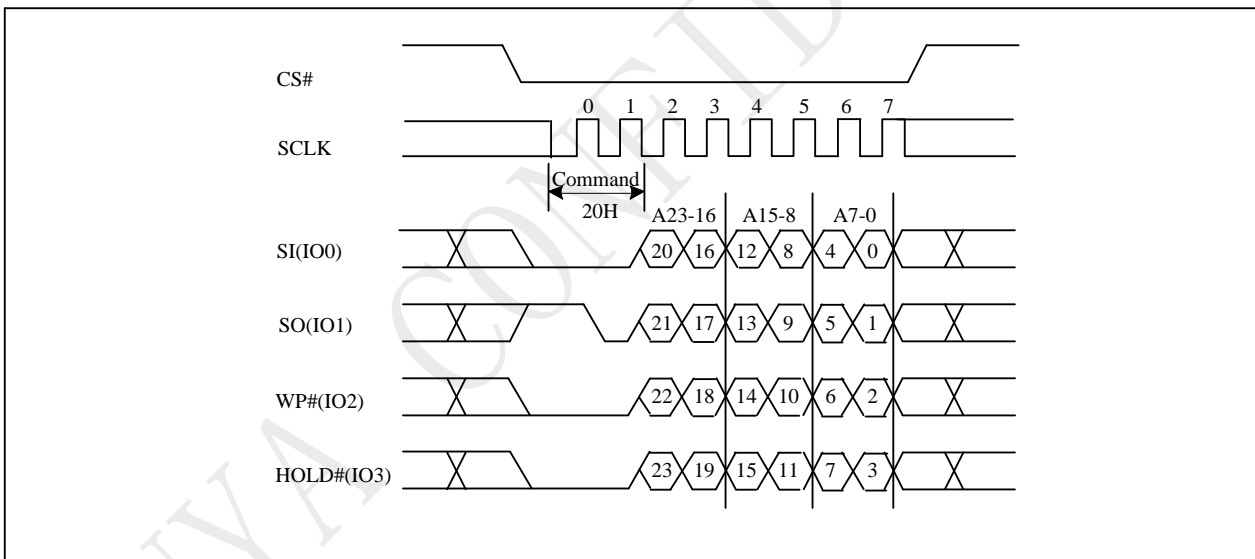 CS#
0 1 2 3 4 5 6 7
SCLK
Command
20H
A23-16 A15-8 A7-0
SI(IO0) 20 16 12 8 4 0
SO(IO1) 21 17 13 9 5 1
WP#(IO2) 22 18 14 10 6 2
HOLD#(IO3) 23 19 15 11 7 3
YA CONFID